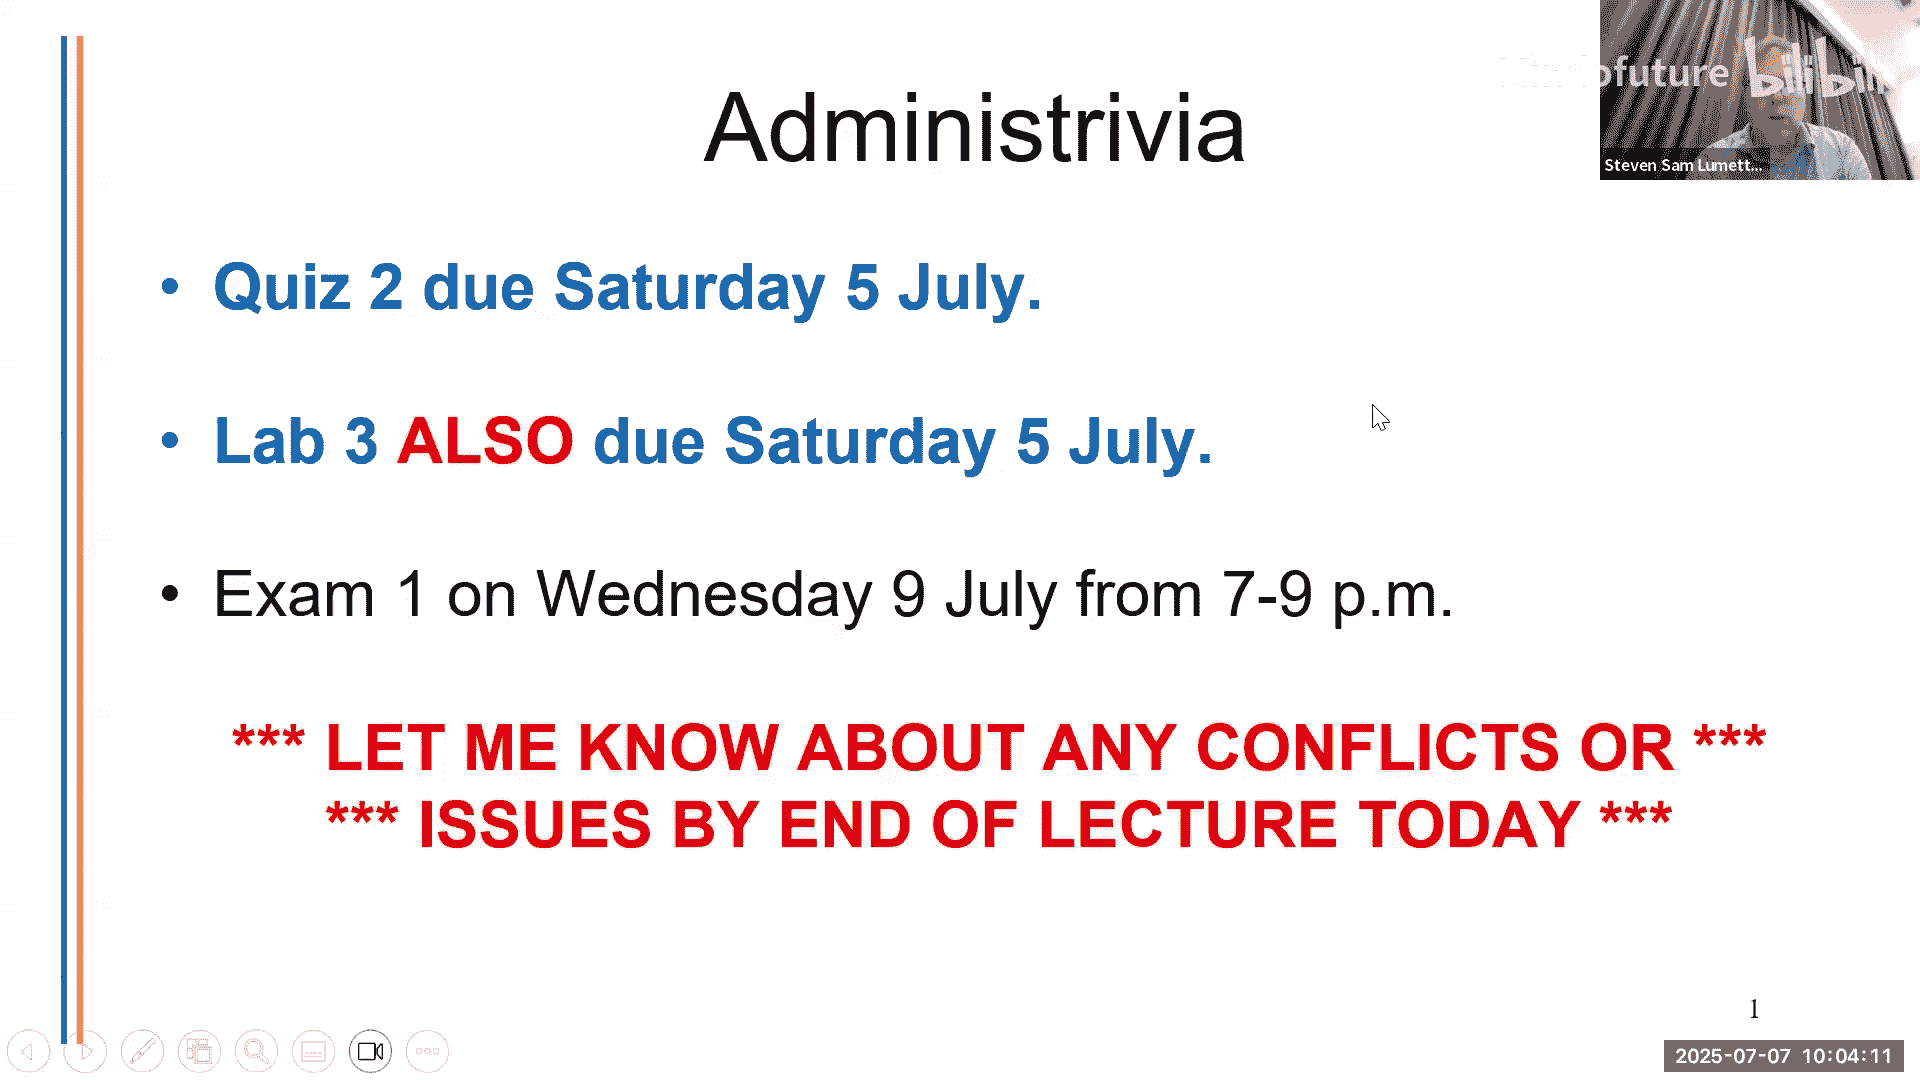 Administrivia
ofuture bilibili
Steven Sam Lumett...
• Quiz 2 due Saturday 5 July.
• Lab 3 ALSO due Saturday 5 July.
• Exam 1 on Wednesday 9 July from 7-9 p.m.
*** LET ME KNOW ABOUT ANY CONFLICTS OR ***
*** ISSUES BY END OF LECTURE TODAY ***
1
2025-07-07 10:04:11